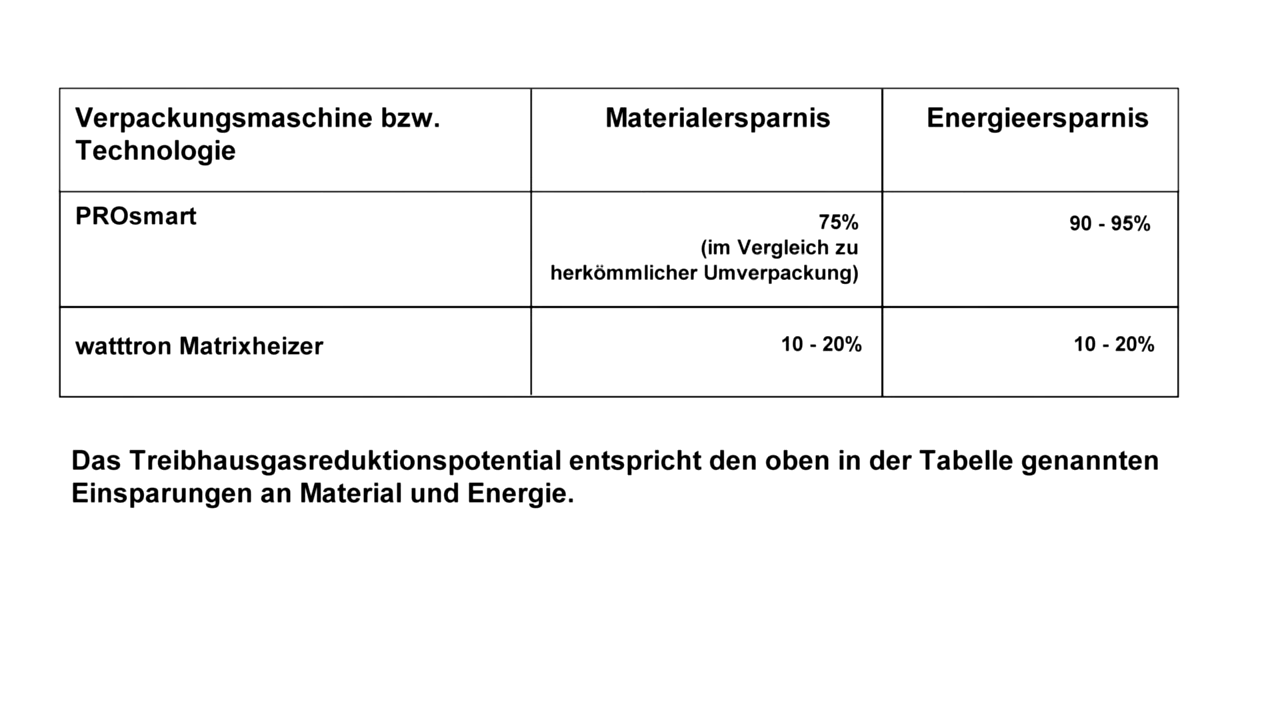 Verpackungsmaschine bzw.
Technologie
Materialersparnis
Energieersparnis
PROsmart
75%
(im Vergleich zu
herkömmlicher Umverpackung)
90 - 95%
watttron Matrixheizer
10 - 20%
10 - 20%
Das Treibhausgasreduktionspotential entspricht den oben in der Tabelle genannten
Einsparungen an Material und Energie.